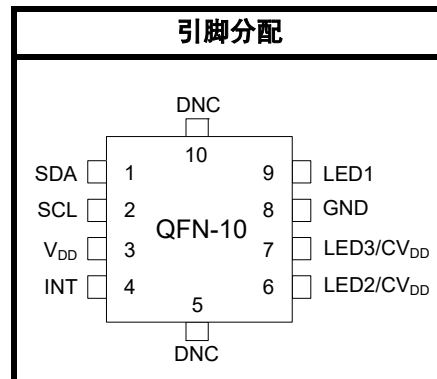 引脚分配
DNC
10
SDA 1 9 LED1
SCL 2 8 GND
QFN-10
VDD 3 7 LED3/CVDD
INT 4 6 LED2/CVDD
5
DNC